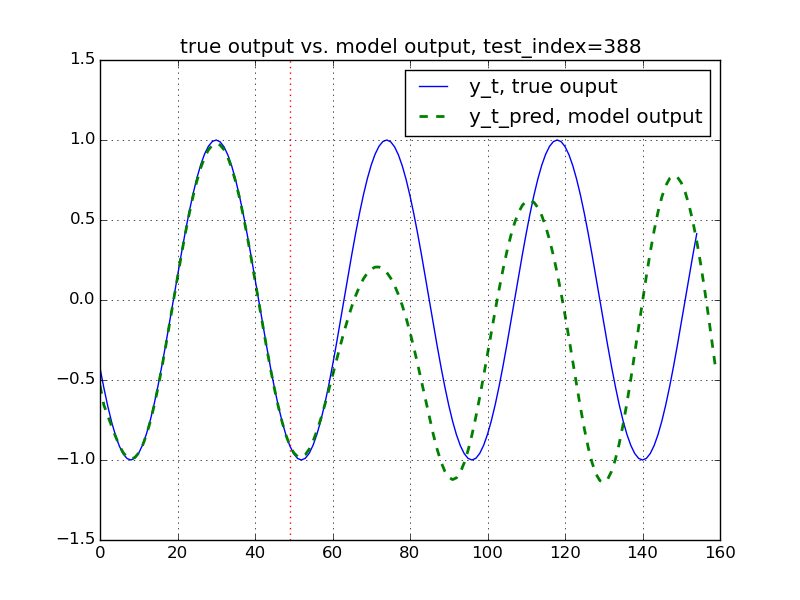 true output vs. model output, test_index=388
y_t, true ouput
y_t_pred, model output
1.5
1.0
0.5
0.0
−0.5
−1.0
−1.5
0 20 40 60 80 100 120 140 160